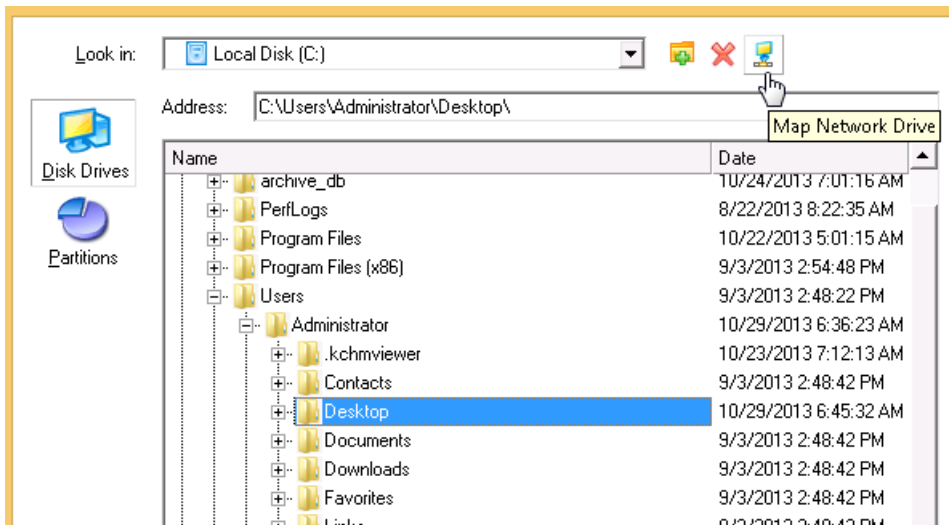 Look in: Local Disk (C:)
Address: C:\Users\Administrator\Desktop\
Map Network Drive
Disk Drives
Partitions
Name Date
archive_db 10/24/2013 7:01:16 AM
PerfLogs 8/22/2013 8:22:35 AM
Program Files 10/22/2013 5:01:15 AM
Program Files (x86) 9/3/2013 2:54:48 PM
Users 9/3/2013 2:48:22 PM
Administrator 10/29/2013 6:36:23 AM
.kchmviewer 10/23/2013 7:12:13 AM
Contacts 9/3/2013 2:48:42 PM
Desktop 10/29/2013 6:45:32 AM
Documents 9/3/2013 2:48:42 PM
Downloads 9/3/2013 2:48:42 PM
Favorites 9/3/2013 2:48:42 PM